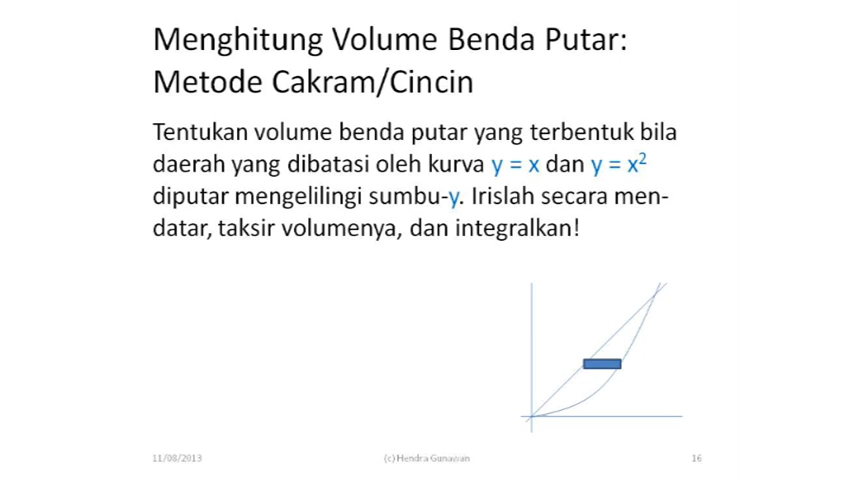 Menghitung Volume Benda Putar:
Metode Cakram/Cincin
Tentukan volume benda putar yang terbentuk bila
daerah yang dibatasi oleh kurva y = x dan y = x²
diputar mengelilingi sumbu-y. Irislah secara men-
datar, taksir volumenya, dan integralkan!
11/08/2013
(c) Hendra Gunawan
16